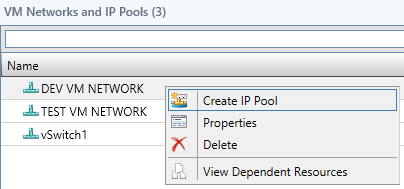 VM Networks and IP Pools (3)
Name
DEV VM NETWORK
Create IP Pool
TEST VM NETWORK
Properties
vSwitch1
Delete
View Dependent Resources